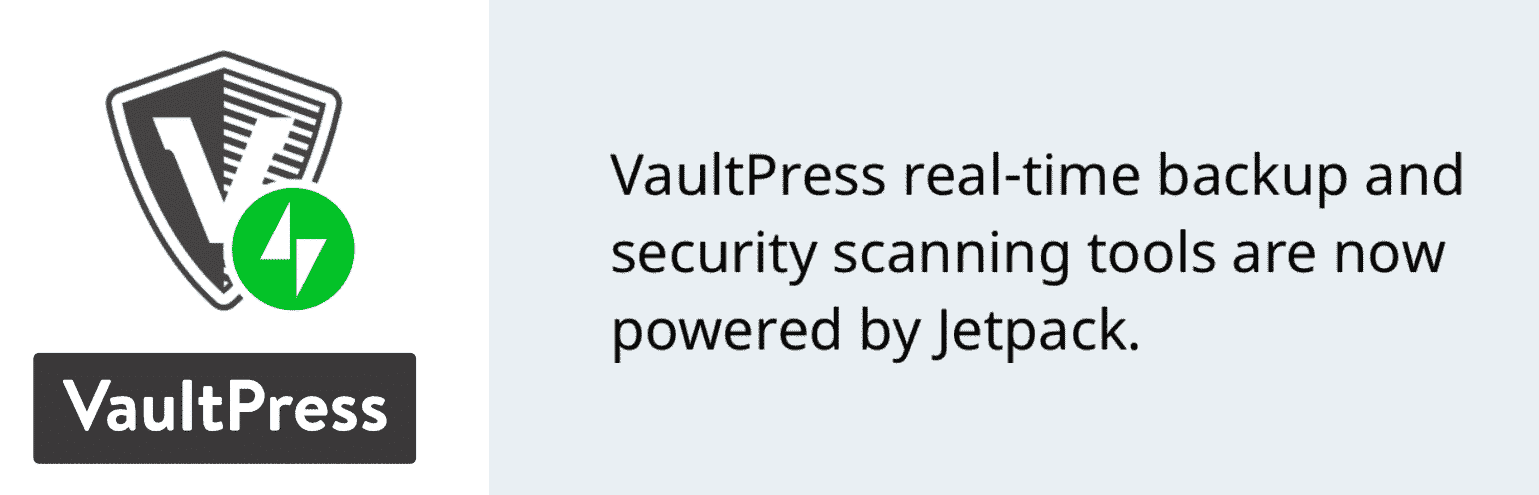 VaultPress
VaultPress real-time backup and
security scanning tools are now
powered by Jetpack.